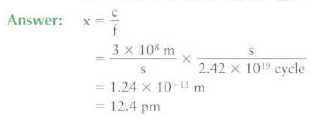 Answer: x = c/f
= 3 × 10⁸ m/s × s/2.42 × 10¹⁹ cycle
= 1.24 × 10⁻¹¹ m
= 12.4 pm